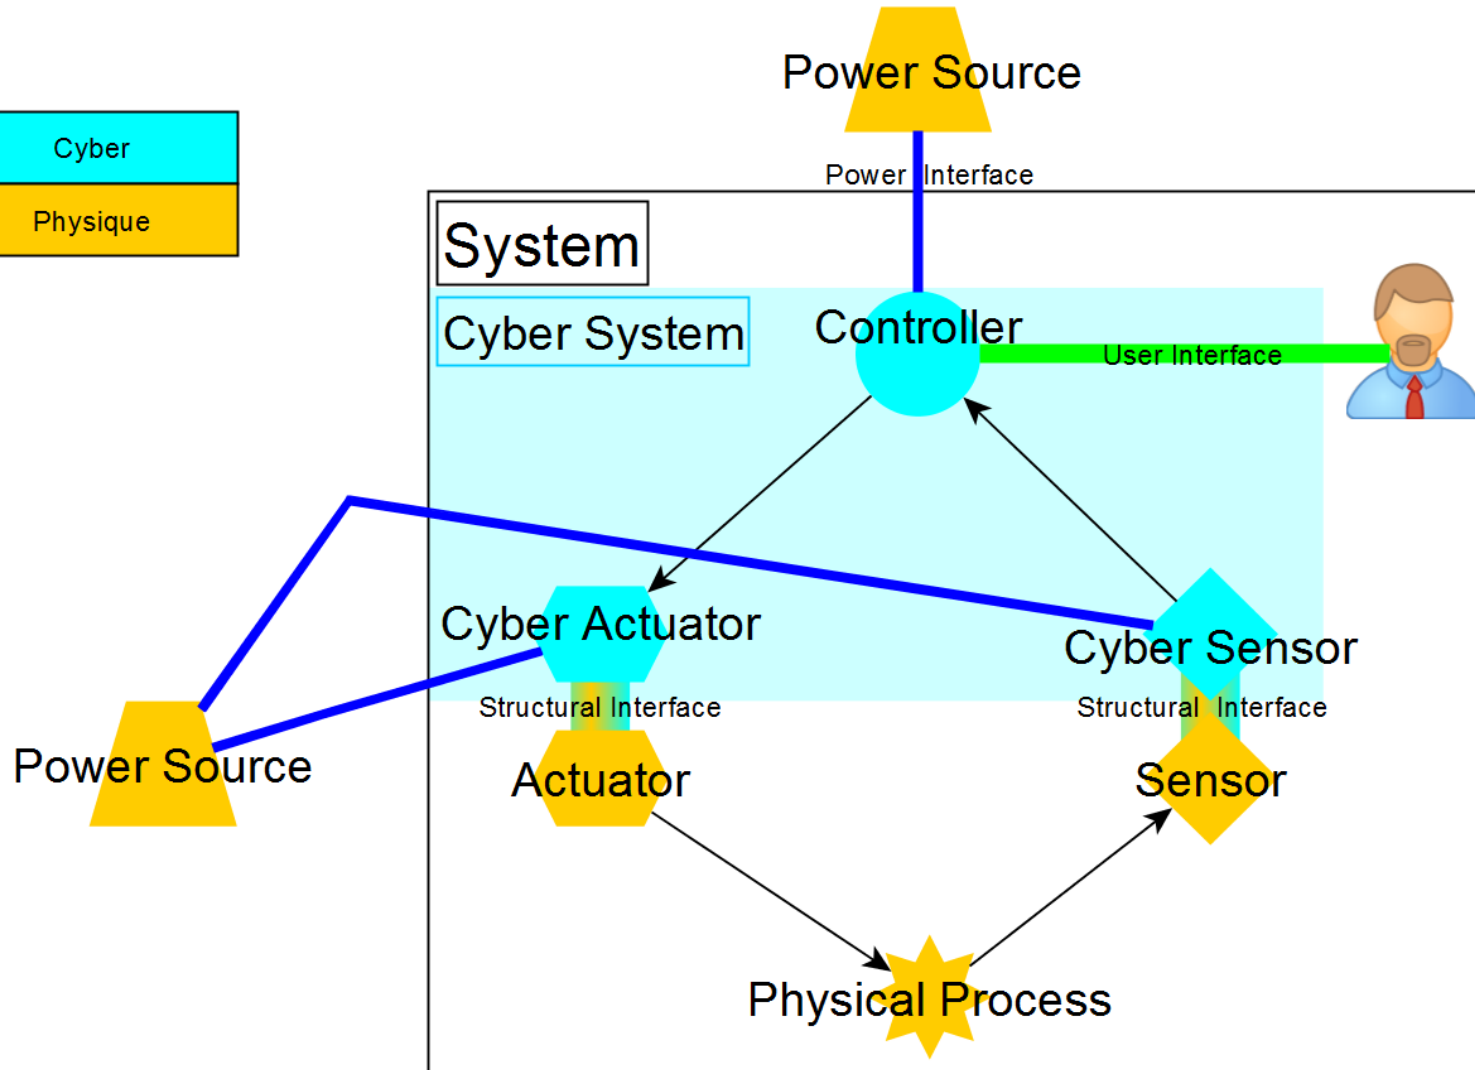 Power Source
Cyber
Physique
Power Interface
System
Cyber System
Controller
User Interface
Cyber Actuator
Cyber Sensor
Structural Interface
Structural Interface
Power Source
Actuator
Sensor
Physical Process